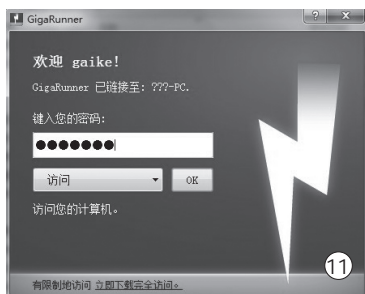 GigaRunner
欢迎 gaike!
GigaRunner 已链接至: ???-PC.
键入您的密码:
●●●●●●●
访问
OK
访问您的计算机。
11
有限制地访问 立即下载完全访问。